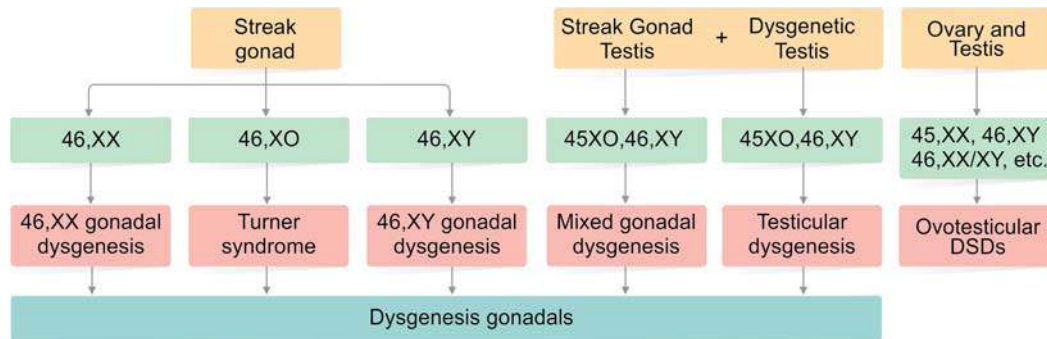 Streak
gonad
Streak Gonad
Testis
+
Dysgenetic
Testis
Ovary and
Testis
46,XX
46,XO
46,XY
45XO,46,XY
45XO,46,XY
45,XX, 46,XY
46,XX/XY, etc.
46,XX gonadal
dysgenesis
Turner
syndrome
46,XY gonadal
dysgenesis
Mixed gonadal
dysgenesis
Testicular
dysgenesis
Ovotesticular
DSDs
Dysgenesis gonadals